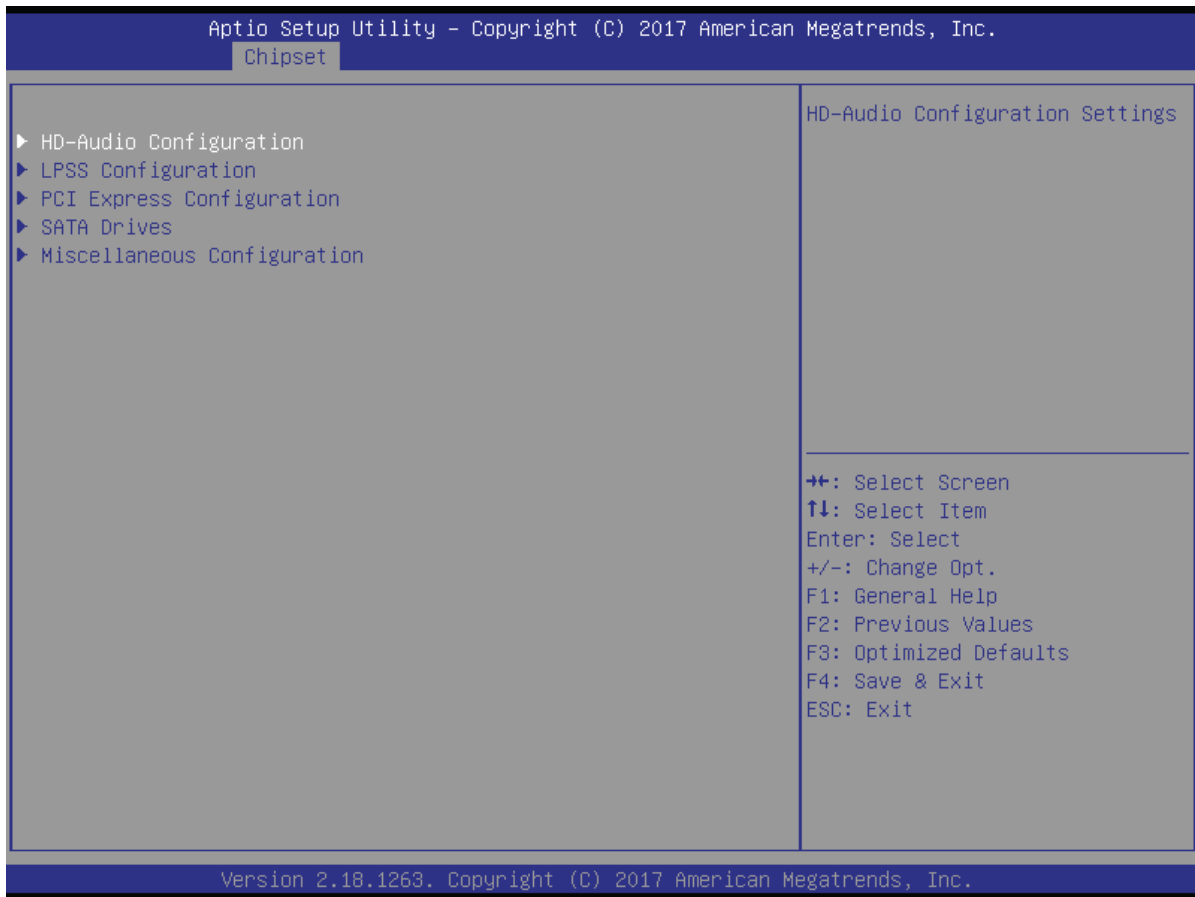 Aptio Setup Utility – Copyright (C) 2017 American Megatrends, Inc.
Chipset
▶ HD-Audio Configuration
▶ LPSS Configuration
▶ PCI Express Configuration
▶ SATA Drives
▶ Miscellaneous Configuration
HD-Audio Configuration Settings
→←: Select Screen
↑↓: Select Item
Enter: Select
+/-: Change Opt.
F1: General Help
F2: Previous Values
F3: Optimized Defaults
F4: Save & Exit
ESC: Exit
Version 2.18.1263. Copyright (C) 2017 American Megatrends, Inc.